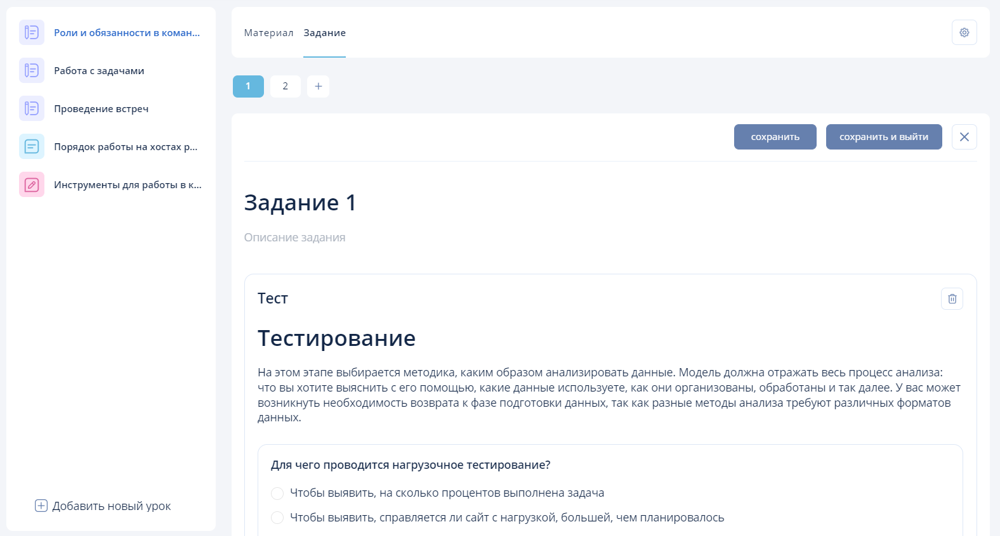 Роли и обязанности в коман...
Работа с задачами
Проведение встреч
Порядок работы на хостах р...
Инструменты для работы в к...
Добавить новый урок
Материал Задание
1 2 +
сохранить сохранить и выйти
Задание 1
Описание задания
Тест
Тестирование
На этом этапе выбирается методика, каким образом анализировать данные. Модель должна отражать весь процесс анализа:
что вы хотите выяснить с его помощью, какие данные используете, как они организованы, обработаны и так далее. У вас может
возникнуть необходимость возврата к фазе подготовки данных, так как разные методы анализа требуют различных форматов
данных.
Для чего проводится нагрузочное тестирование?
Чтобы выявить, на сколько процентов выполнена задача
Чтобы выявить, справляется ли сайт с нагрузкой, большей, чем планировалось